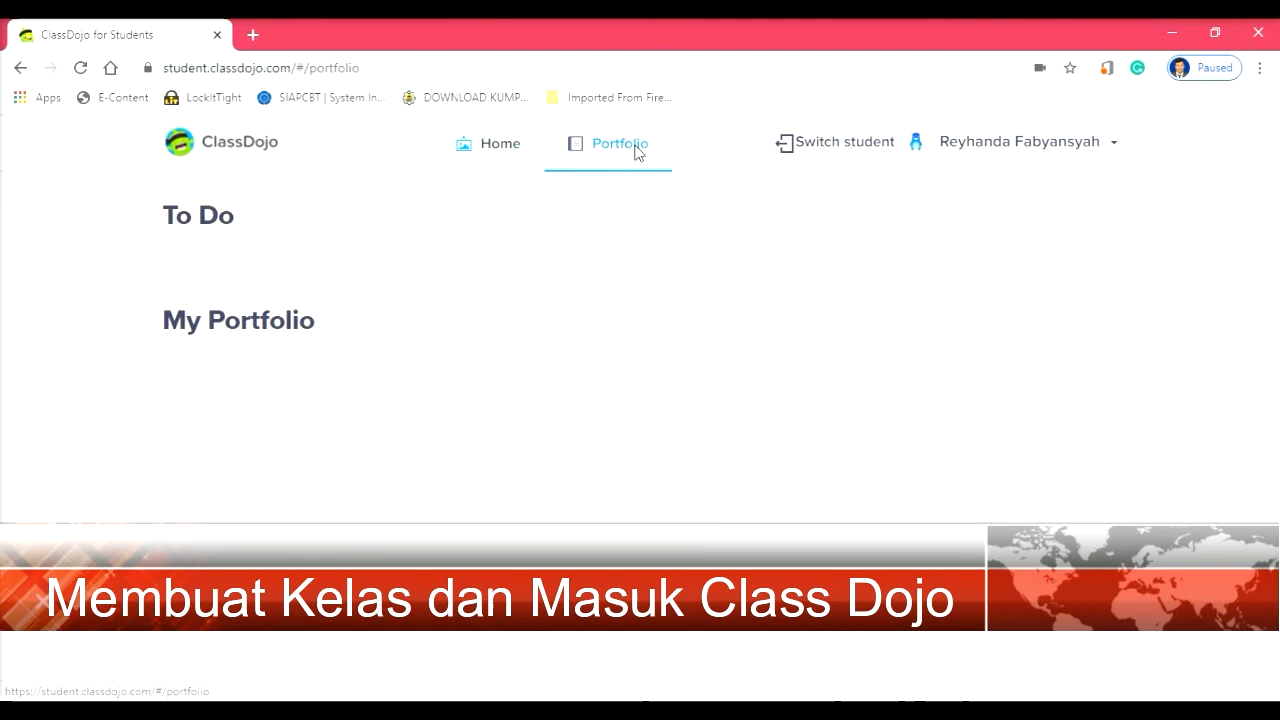 ClassDojo for Students
student.classdojo.com/#/portfolio
Paused
Apps E-Content LockItTight SIAPCBT | System In... DOWNLOAD KUMP... Imported From Fire...
ClassDojo Home Portfolio Switch student Reyhanda Fabyansyah
To Do
My Portfolio
Membuat Kelas dan Masuk Class Dojo
https://student.classdojo.com/#/portfolio